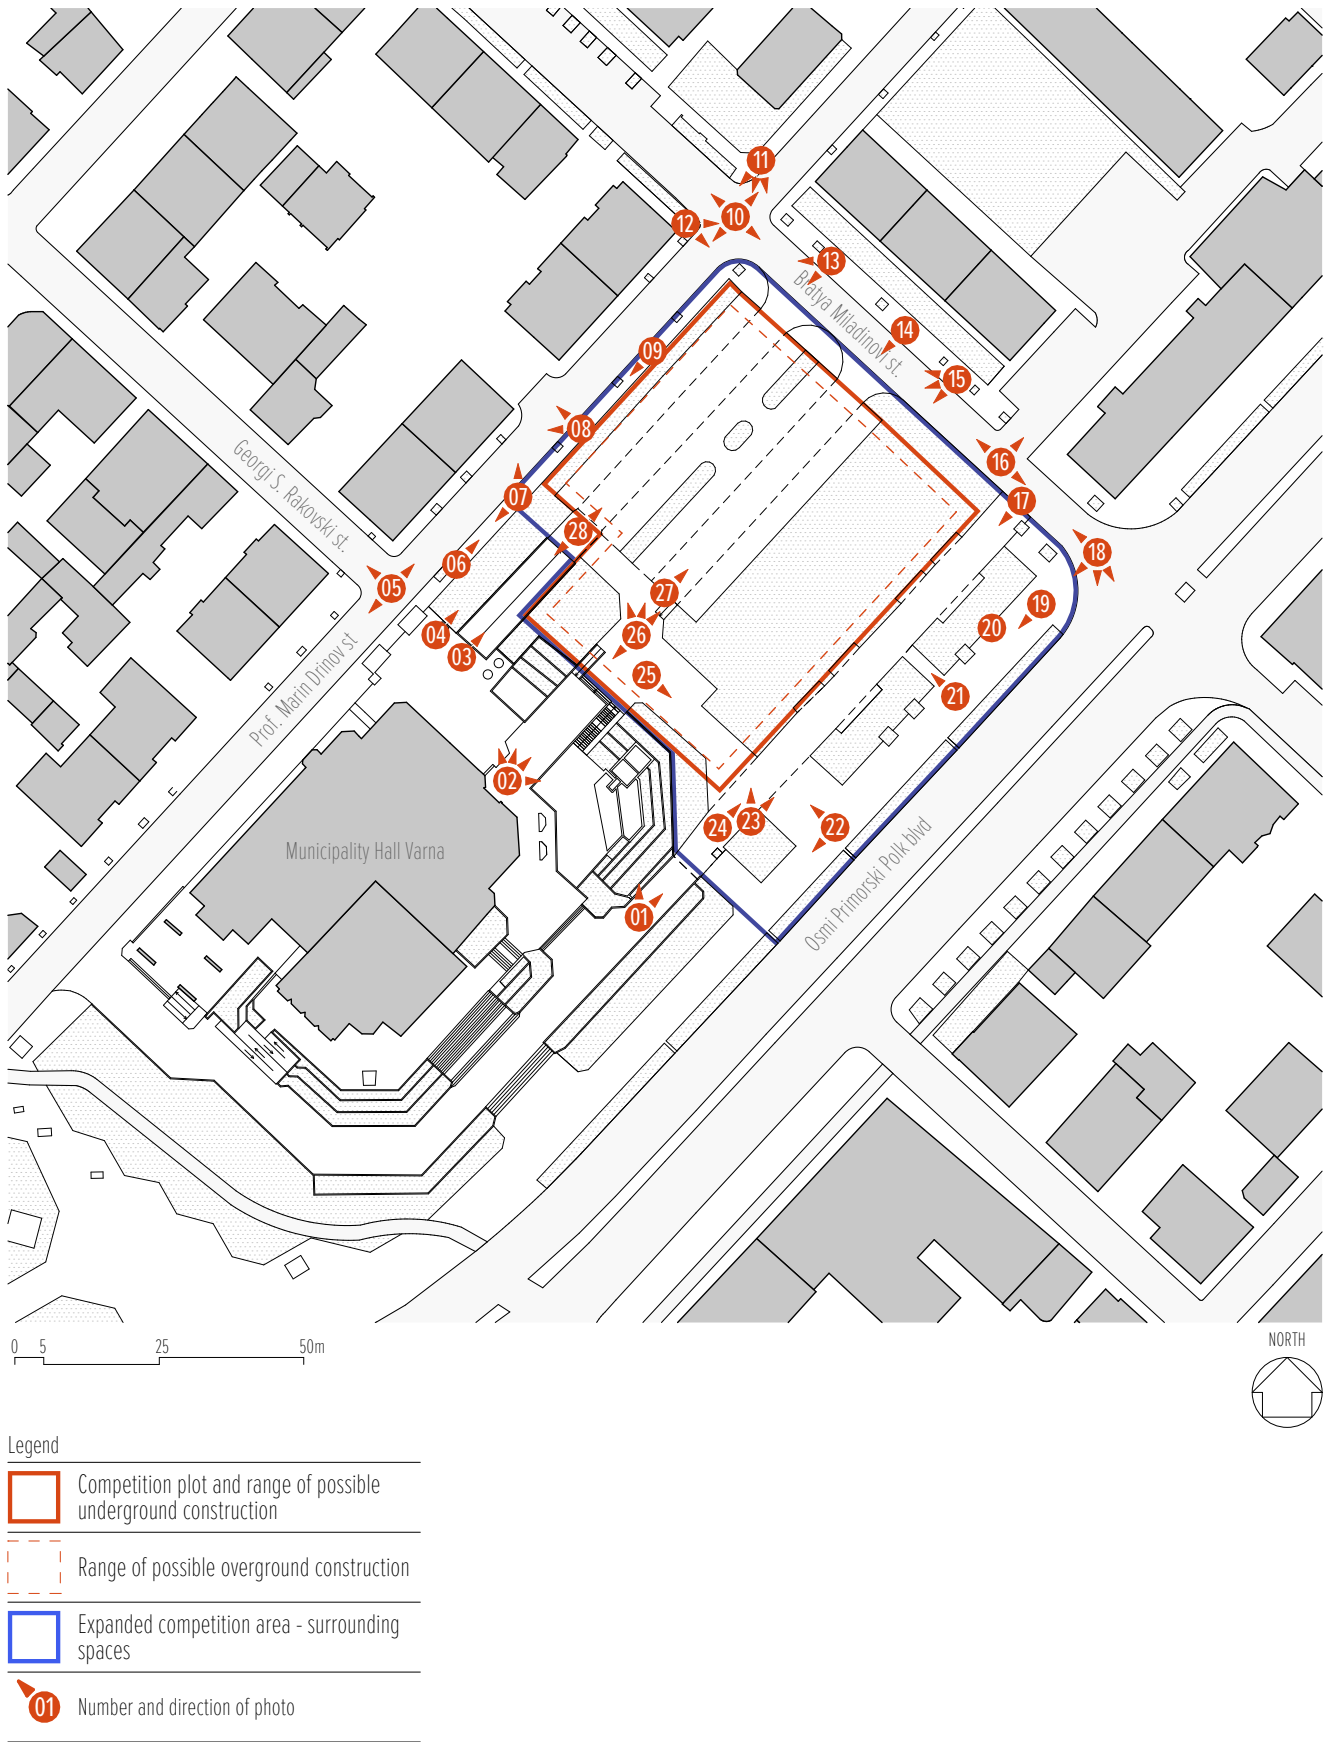 11
12
10
13
Bratya Miladinovi st.
14
09
15
08
Georgi S. Rakovski st.
16
07
17
28
18
06
05
27
19
04
26
20
03
Prof. Marin Drinov st
25
21
02
24
23
22
Municipality Hall Varna
Osmi Primorski Polk blvd
01
0 5 25 50m
NORTH
Legend
Competition plot and range of possible
underground construction
Range of possible overground construction
Expanded competition area - surrounding
spaces
01
Number and direction of photo